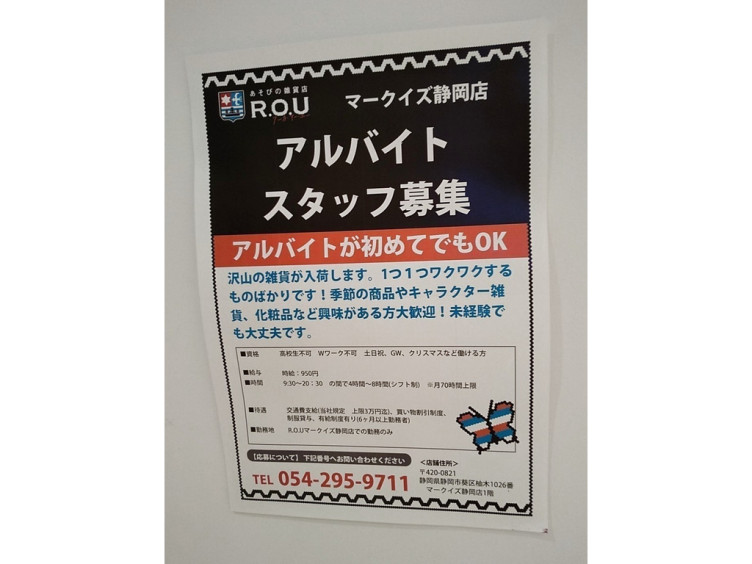 あそびの雑貨店
R.O.U
マークイズ静岡店
アルバイト
スタッフ募集
アルバイトが初めてでもOK
沢山の雑貨が入荷します。1つ1つワクワクする
ものばかりです！季節の商品やキャラクター雑
貨、化粧品など興味がある方大歓迎！未経験で
も大丈夫です。
■資格 高校生不可 Wワーク不可 土日祝、GW、クリスマスなど働ける方
■給与 時給：950円
■時間 9:30～20：30 の間で4時間～8時間(シフト制) ※月70時間上限
■待遇 交通費支給(当社規定 上限3万円迄)、買い物割引制度、
制服貸与、有給制度有り(6ヶ月以上勤務者)
■勤務地 R.O.Uマークイズ静岡店での勤務のみ
【応募について】下記番号へお問い合わせください
TEL 054-295-9711
＜店舗住所＞
〒420-0821
静岡県静岡市葵区柚木1026番
マークイズ静岡店1階